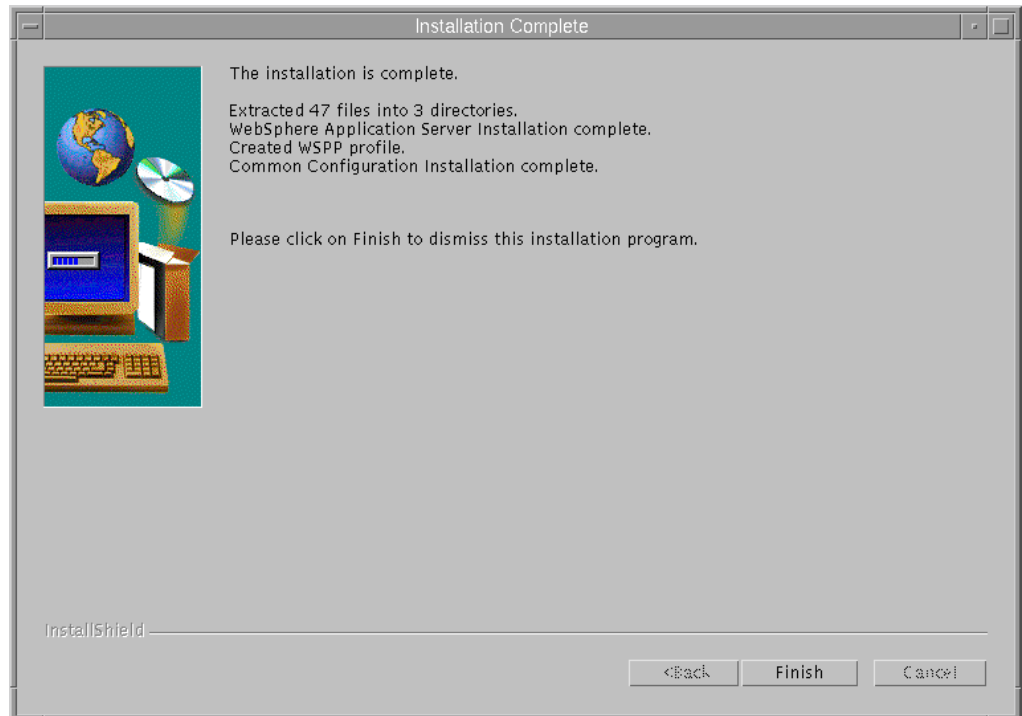 Installation Complete
The installation is complete.
Extracted 47 files into 3 directories.
WebSphere Application Server Installation complete.
Created WSPP profile.
Common Configuration Installation complete.
Please click on Finish to dismiss this installation program.
InstallShield
<Back Finish Cancel